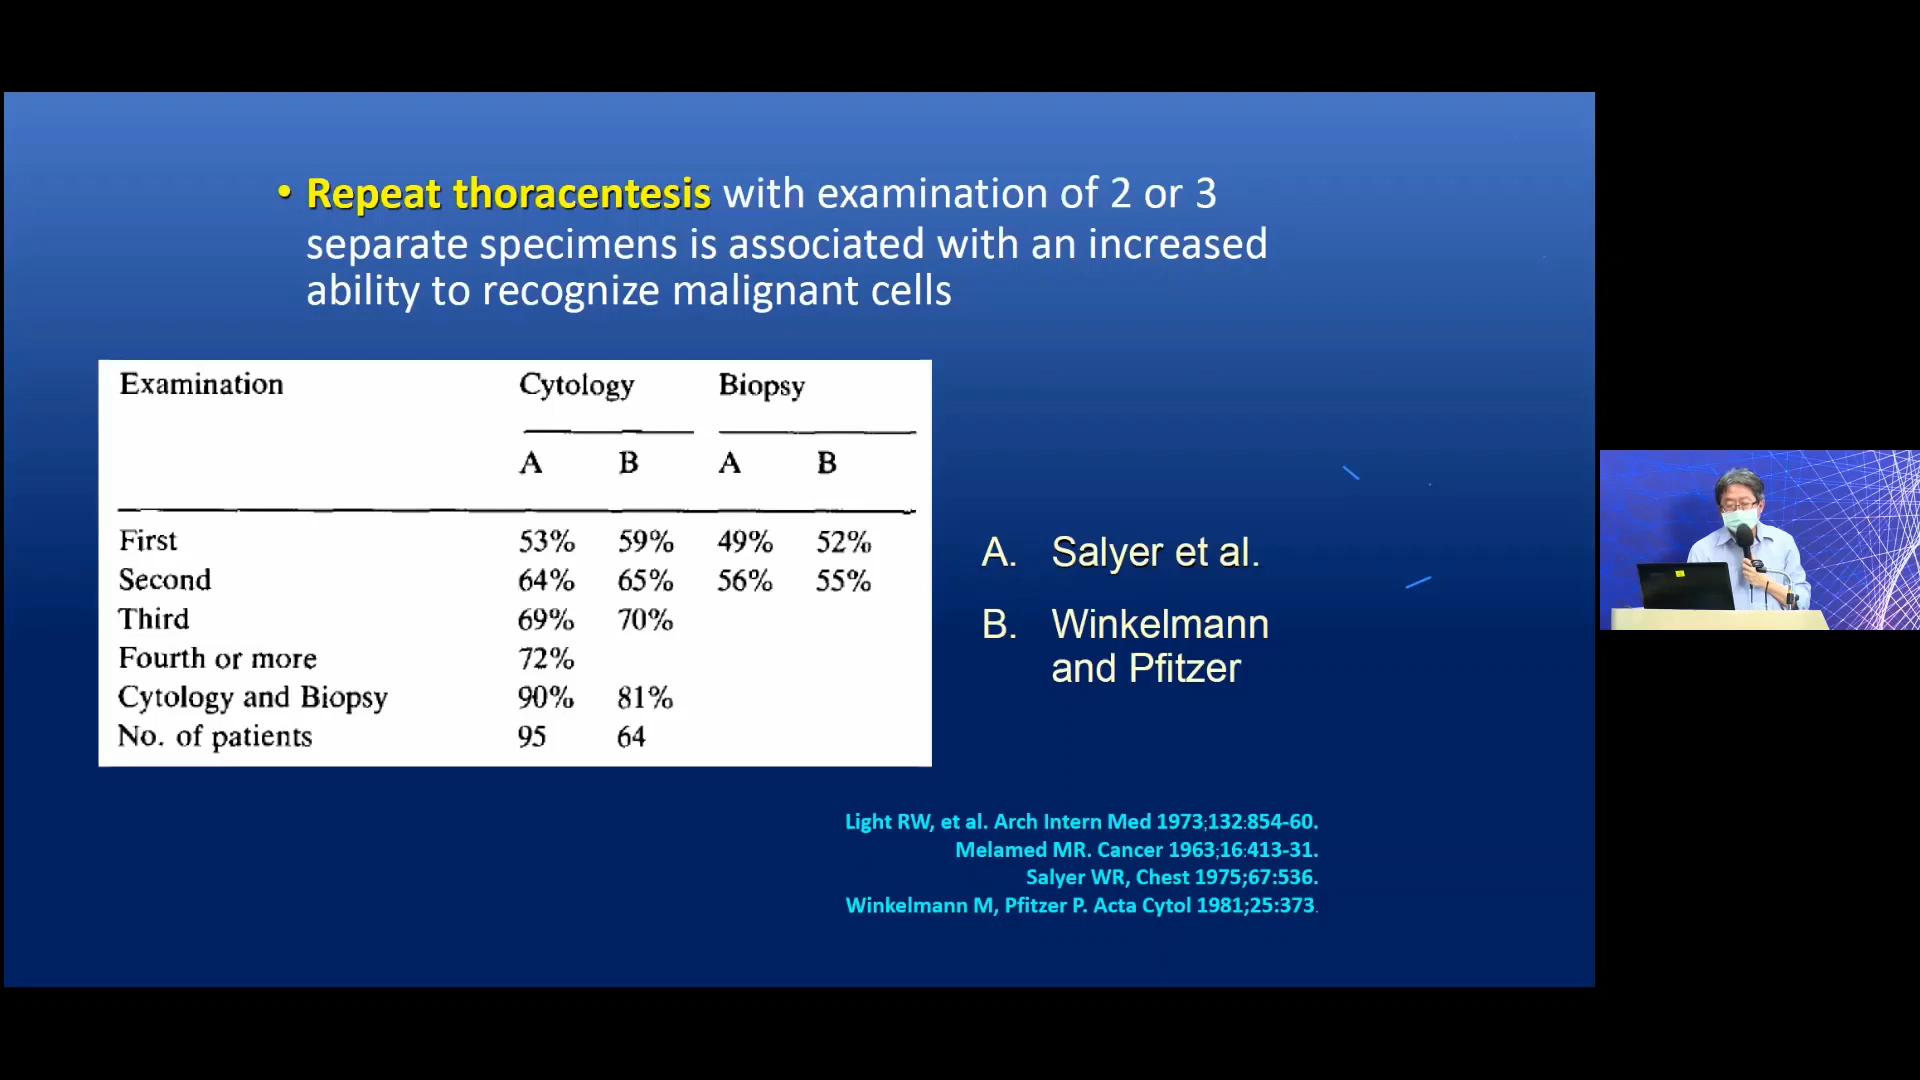 • Repeat thoracentesis with examination of 2 or 3
separate specimens is associated with an increased
ability to recognize malignant cells
Examination Cytology Biopsy
A B A B
First 53% 59% 49% 52%
Second 64% 65% 56% 55%
Third 69% 70%
Fourth or more 72%
Cytology and Biopsy 90% 81%
No. of patients 95 64
A. Salyer et al.
B. Winkelmann
and Pfitzer
Light RW, et al. Arch Intern Med 1973;132:854-60.
Melamed MR. Cancer 1963;16:413-31.
Salyer WR, Chest 1975;67:536.
Winkelmann M, Pfitzer P. Acta Cytol 1981;25:373.